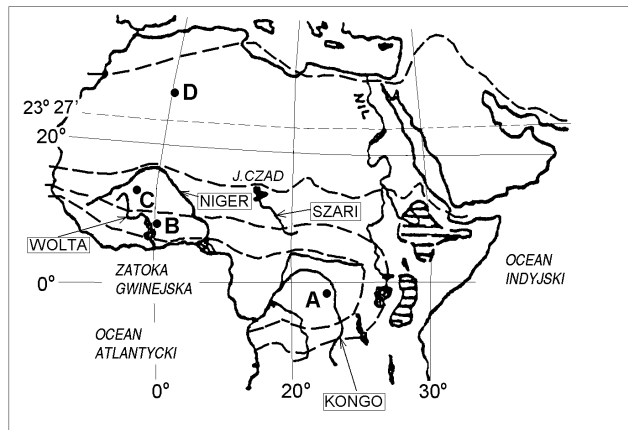 D
NIL
23° 27'
20°
J.CZAD
C
NIGER
SZARI
B
WOLTA
ZATOKA
GWINEJSKA
OCEAN
INDYJSKI
0°
A
OCEAN
ATLANTYCKI
0°
20°
30°
KONGO